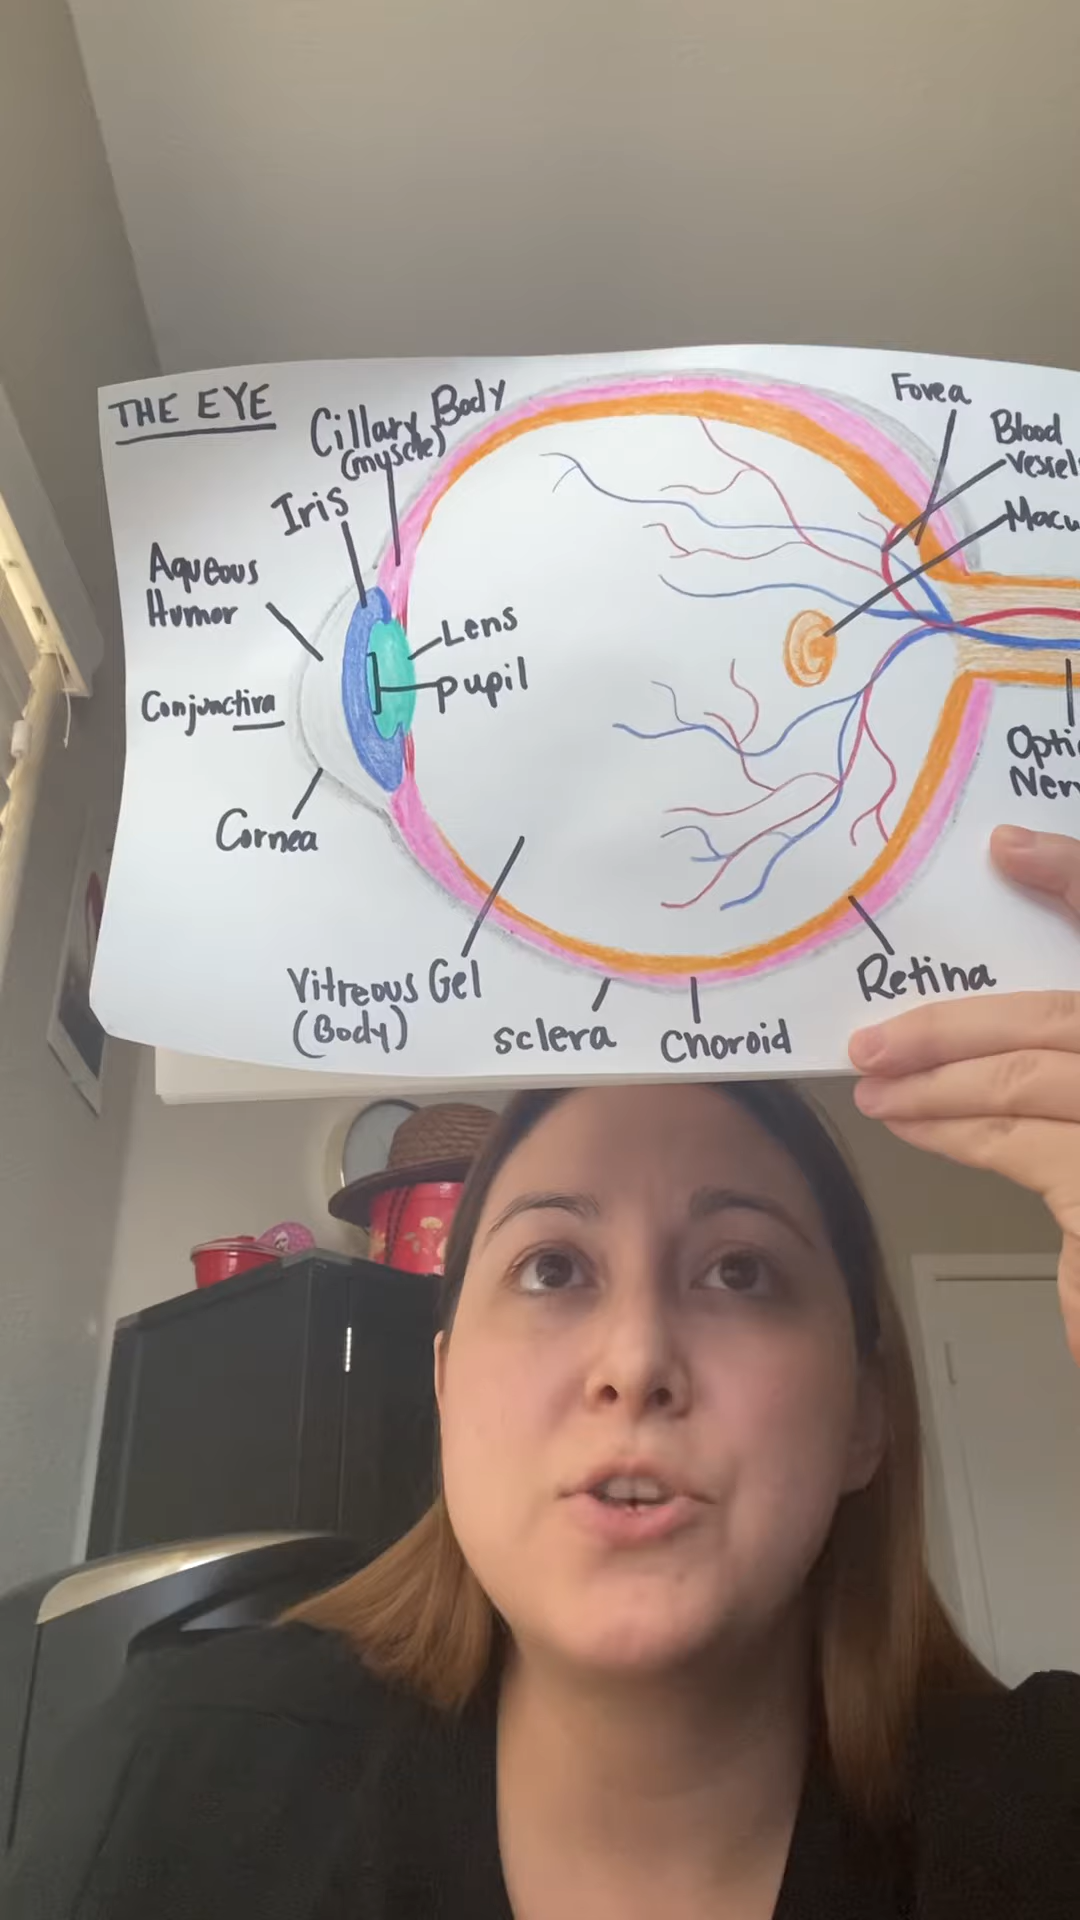 THE EYE
Cillary Body
(muscle)
Iris
Aqueous
Humor
Conjunctiva
Cornea
Lens
pupil
Vitreous Gel
(Body)
sclera
Choroid
Retina
Fovea
Blood